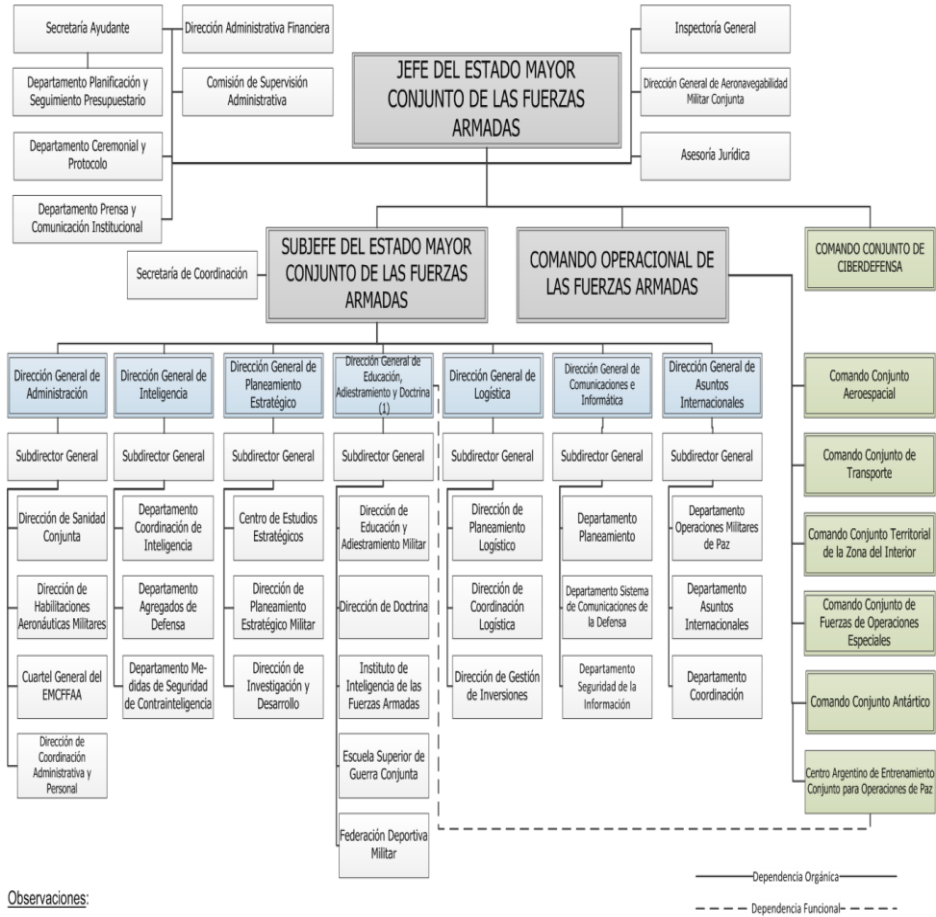 Secretaría Ayudante
Dirección Administrativa Financiera
Departamento Planificación y
Seguimiento Presupuestario
Comisión de Supervisión
Administrativa
Departamento Ceremonial y
Protocolo
Departamento Prensa y
Comunicación Institucional
JEFE DEL ESTADO MAYOR
CONJUNTO DE LAS FUERZAS
ARMADAS
Inspectoría General
Dirección General de Aeronavegabilidad
Militar Conjunta
Asesoría Jurídica
Secretaría de Coordinación
SUBJEFE DEL ESTADO MAYOR
CONJUNTO DE LAS FUERZAS
ARMADAS
COMANDO OPERACIONAL DE
LAS FUERZAS ARMADAS
COMANDO CONJUNTO DE
CIBERDEFENSA
Dirección General de
Administración
Subdirector General
Dirección de Sanidad
Conjunta
Dirección de
Habilitaciones
Aeronáuticas Militares
Cuartel General del
EMCFFAA
Dirección de
Coordinación
Administrativa y
Personal
Dirección General de
Inteligencia
Subdirector General
Departamento
Coordinación de
Inteligencia
Departamento
Agregados de
Defensa
Departamento Me-
didas de Seguridad
de Contrainteligencia
Dirección General de
Planeamiento
Estratégico
Subdirector General
Centro de Estudios
Estratégicos
Dirección de
Planeamiento
Estratégico Militar
Dirección de
Investigación y
Desarrollo
Dirección General de
Educación,
Adiestramiento y Doctrina
(1)
Subdirector General
Dirección de
Educación y
Adiestramiento Militar
Dirección de Doctrina
Instituto de
Inteligencia de las
Fuerzas Armadas
Escuela Superior de
Guerra Conjunta
Federación Deportiva
Militar
Dirección General de
Logística
Subdirector General
Dirección de
Planeamiento
Logístico
Dirección de
Coordinación
Logística
Dirección de Gestión
de Inversiones
Dirección General de
Comunicaciones e
Informática
Subdirector General
Departamento
Planeamiento
Departamento Sistema
de Comunicaciones de
la Defensa
Departamento
Seguridad de la
Información
Dirección General de
Asuntos
Internacionales
Subdirector General
Departamento
Operaciones Militares
de Paz
Departamento
Asuntos
Internacionales
Departamento
Coordinación
Comando Conjunto
Aeroespacial
Comando Conjunto de
Transporte
Comando Conjunto Territorial
de la Zona del Interior
Comando Conjunto de
Fuerzas de Operaciones
Especiales
Comando Conjunto Antártico
Centro Argentino de Entrenamiento
Conjunto para Operaciones de Paz
Observaciones:
Dependencia Orgánica
Dependencia Funcional